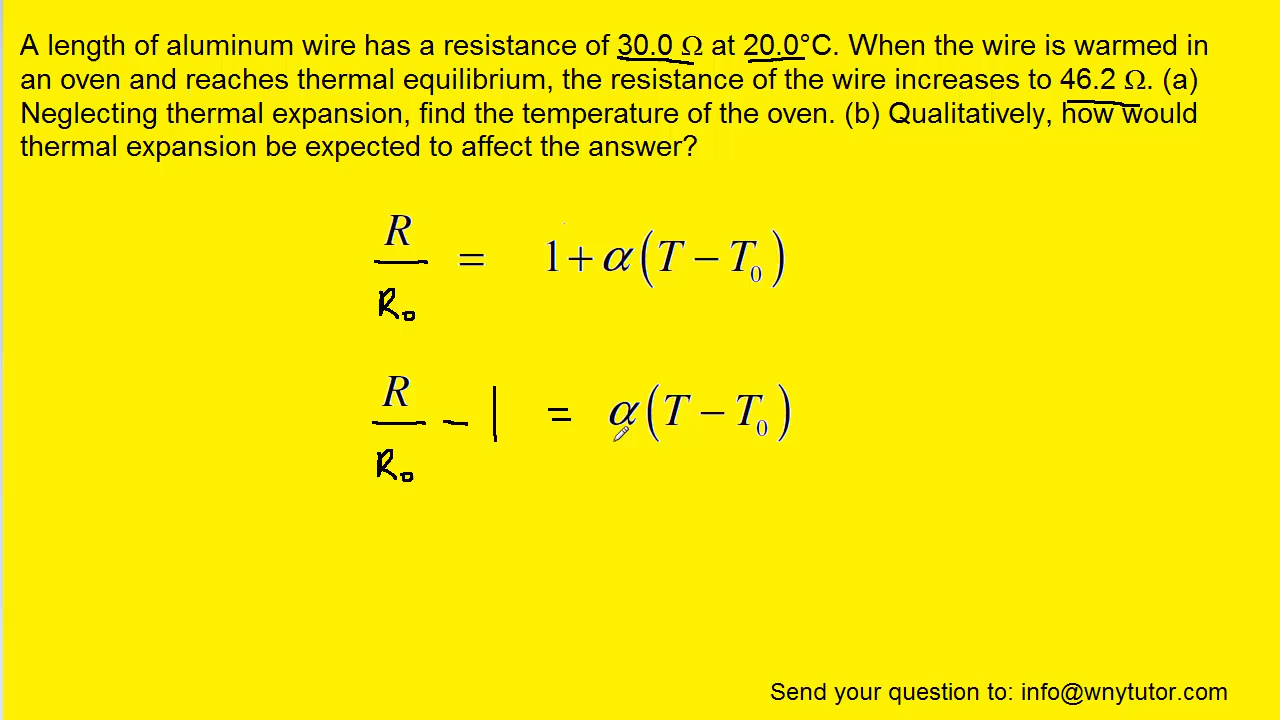 A length of aluminum wire has a resistance of 30.0 Ω at 20.0°C. When the wire is warmed in
an oven and reaches thermal equilibrium, the resistance of the wire increases to 46.2 Ω. (a)
Neglecting thermal expansion, find the temperature of the oven. (b) Qualitatively, how would
thermal expansion be expected to affect the answer?
R/R₀ = 1 + α(T − T₀)
R/R₀ − 1 = α(T − T₀)
Send your question to: info@wnytutor.com